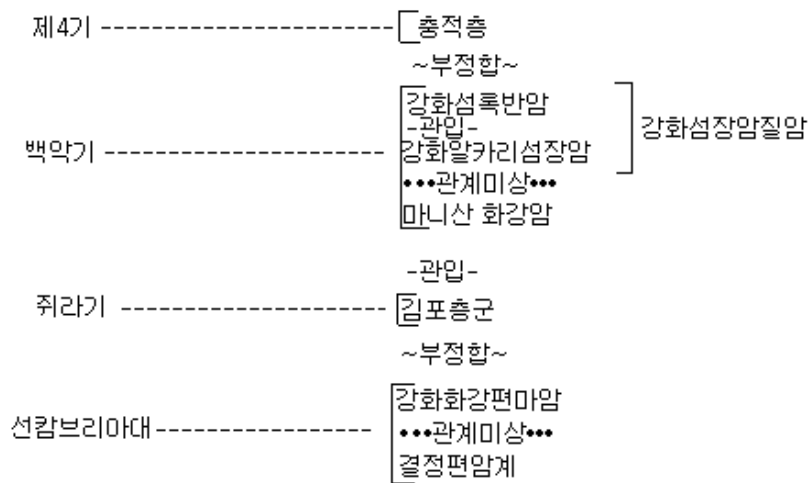 제4기 충적층
~부정합~
강화섬록반암
-관입-
강화섬장암질암
백악기 강화알카리섬장암
•••관계미상•••
마니산 화강암
-관입-
쥐라기 김포층군
~부정합~
강화화강편마암
선캄브리아대 •••관계미상•••
결정편암계